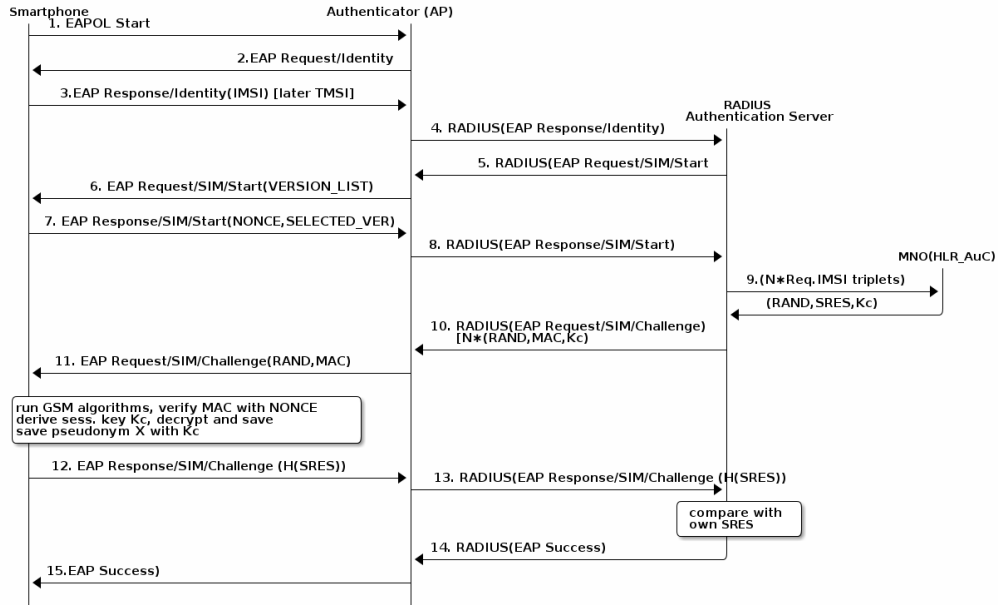 Smartphone
Authenticator (AP)
1. EAPOL Start
2.EAP Request/Identity
3.EAP Response/Identity(IMSI) [later TMSI]
RADIUS
Authentication Server
4. RADIUS(EAP Response/Identity)
5. RADIUS(EAP Request/SIM/Start
6. EAP Request/SIM/Start(VERSION_LIST)
7. EAP Response/SIM/Start(NONCE,SELECTED_VER)
8. RADIUS(EAP Response/SIM/Start)
MNO(HLR_AuC)
9.(N*Req.IMSI triplets)
(RAND,SRES,Kc)
10. RADIUS(EAP Request/SIM/Challenge)
[N*(RAND,MAC,Kc)
11. EAP Request/SIM/Challenge(RAND,MAC)
run GSM algorithms, verify MAC with NONCE
derive sess. key Kc, decrypt and save
save pseudonym X with Kc
12. EAP Response/SIM/Challenge (H(SRES))
13. RADIUS(EAP Response/SIM/Challenge (H(SRES))
compare with
own SRES
14. RADIUS(EAP Success)
15.EAP Success)